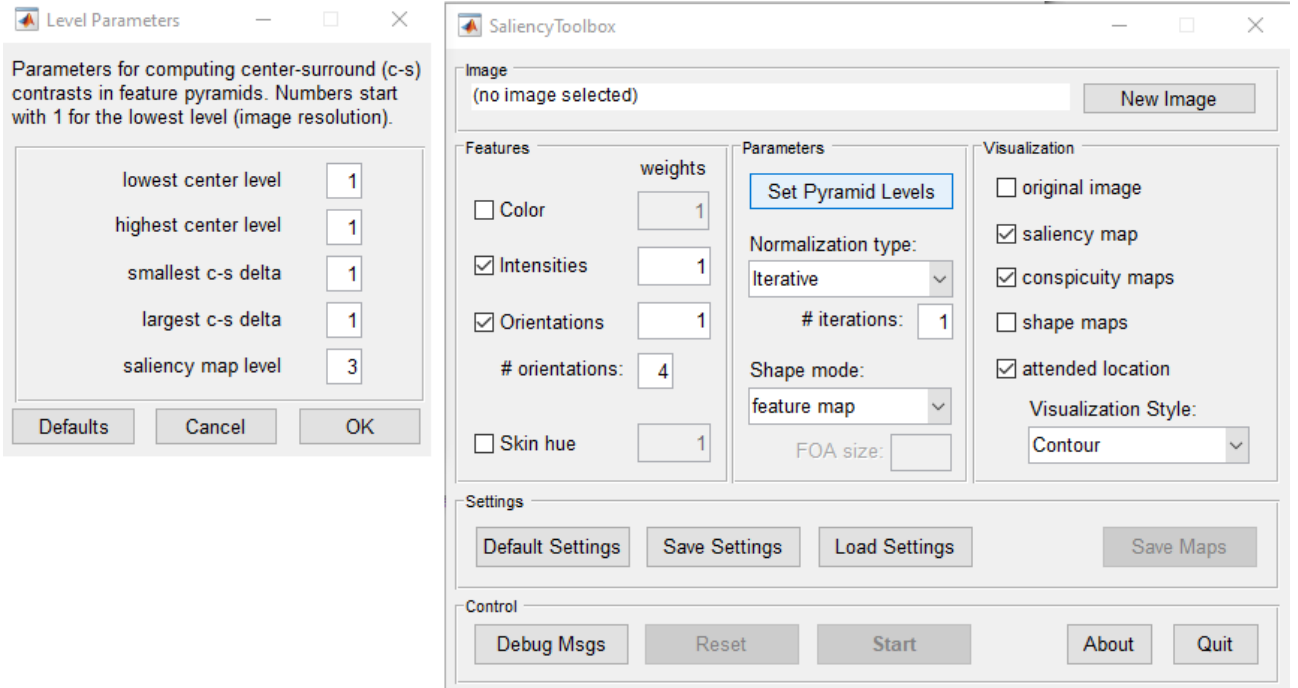 Level Parameters
Parameters for computing center-surround (c-s)
contrasts in feature pyramids. Numbers start
with 1 for the lowest level (image resolution).
lowest center level 1
highest center level 1
smallest c-s delta 1
largest c-s delta 1
saliency map level 3
Defaults Cancel OK
SaliencyToolbox
Image
(no image selected) New Image
Features
weights
Color 1
Intensities 1
Orientations 1
# orientations: 4
Skin hue 1
Parameters
Set Pyramid Levels
Normalization type:
Iterative
# iterations: 1
Shape mode:
feature map
FOA size:
Visualization
original image
saliency map
conspicuity maps
shape maps
attended location
Visualization Style:
Contour
Settings
Default Settings Save Settings Load Settings Save Maps
Control
Debug Msgs Reset Start About Quit